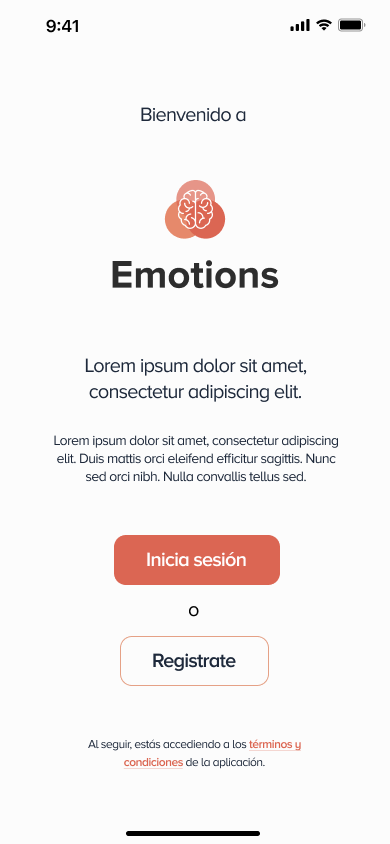 9:41
Bienvenido a
Emotions
Lorem ipsum dolor sit amet,
consectetur adipiscing elit.
Lorem ipsum dolor sit amet, consectetur adipiscing
elit. Duis mattis orci eleifend efficitur sagittis. Nunc
sed orci nibh. Nulla convallis tellus sed.
Inicia sesión
o
Registrate
Al seguir, estás accediendo a los términos y
condiciones de la aplicación.